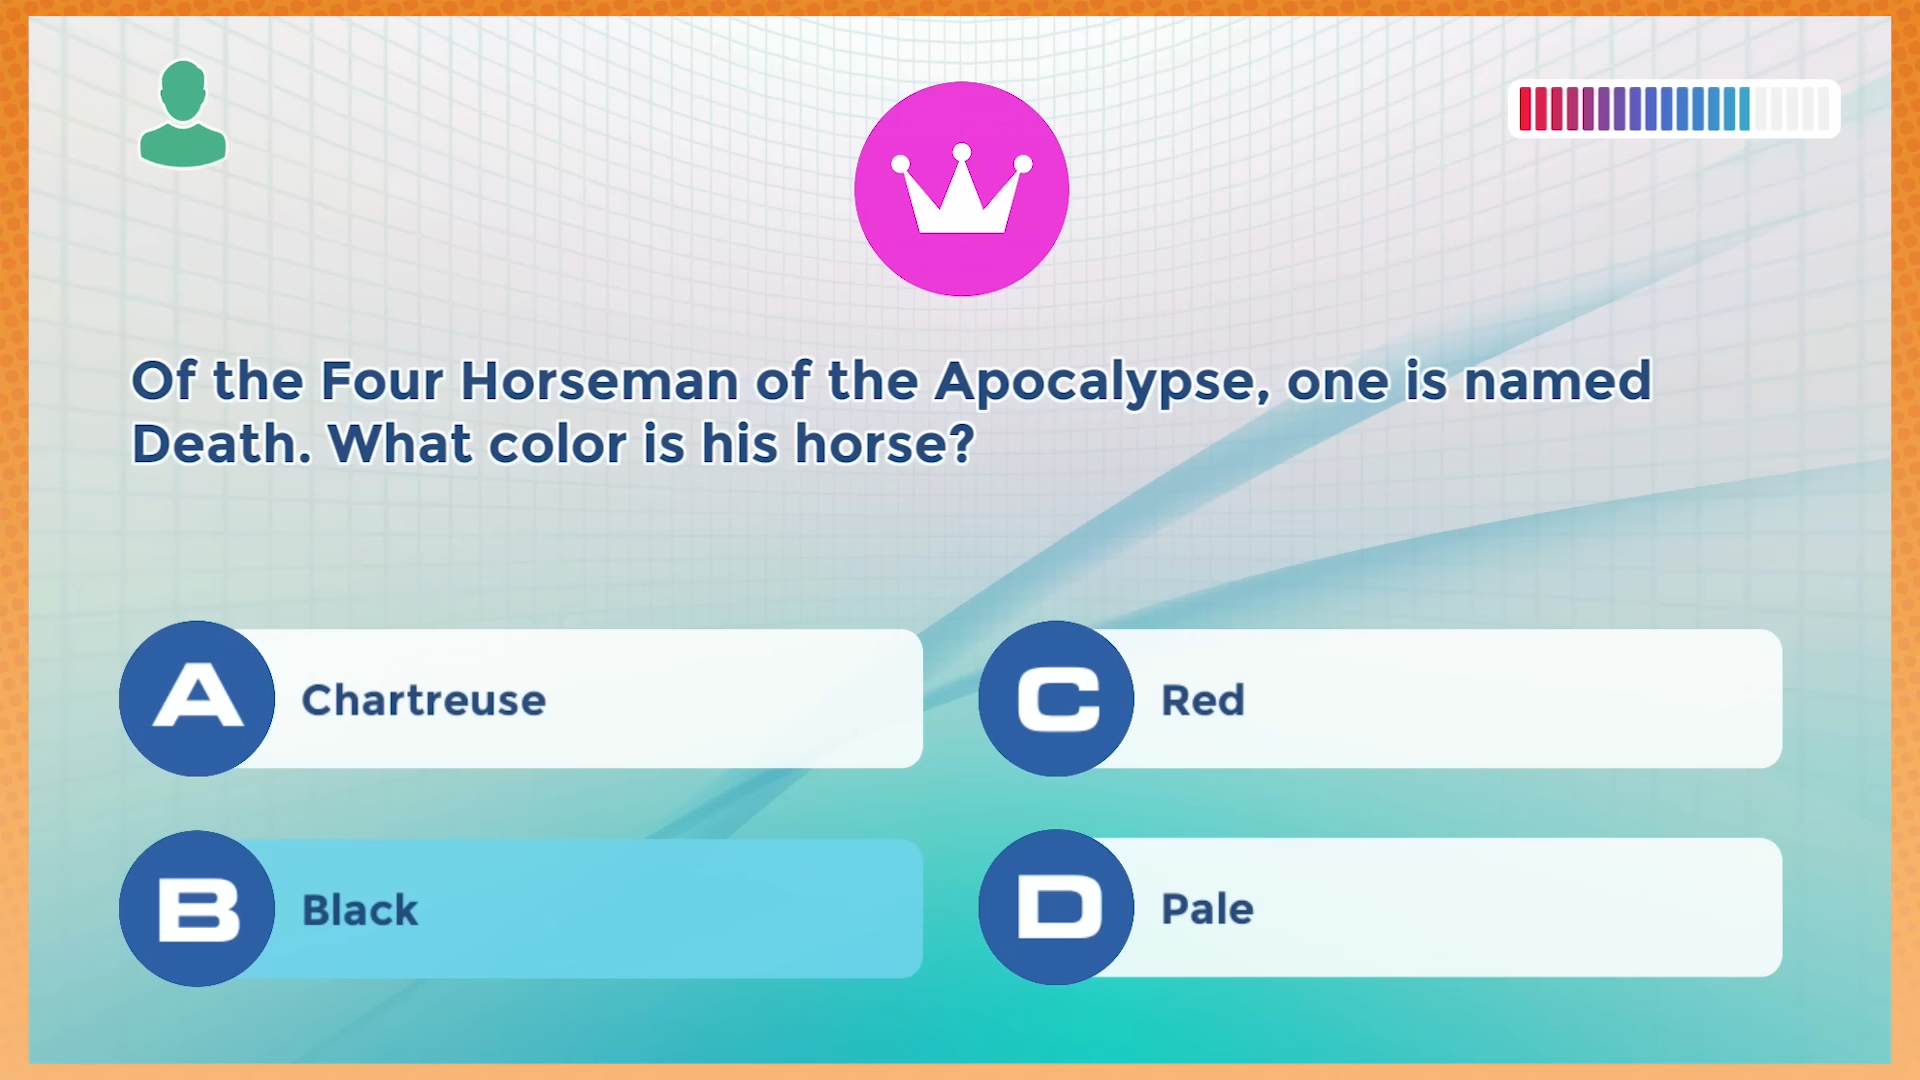 Of the Four Horseman of the Apocalypse, one is named
Death. What color is his horse?
A Chartreuse
B Black
C Red
D Pale